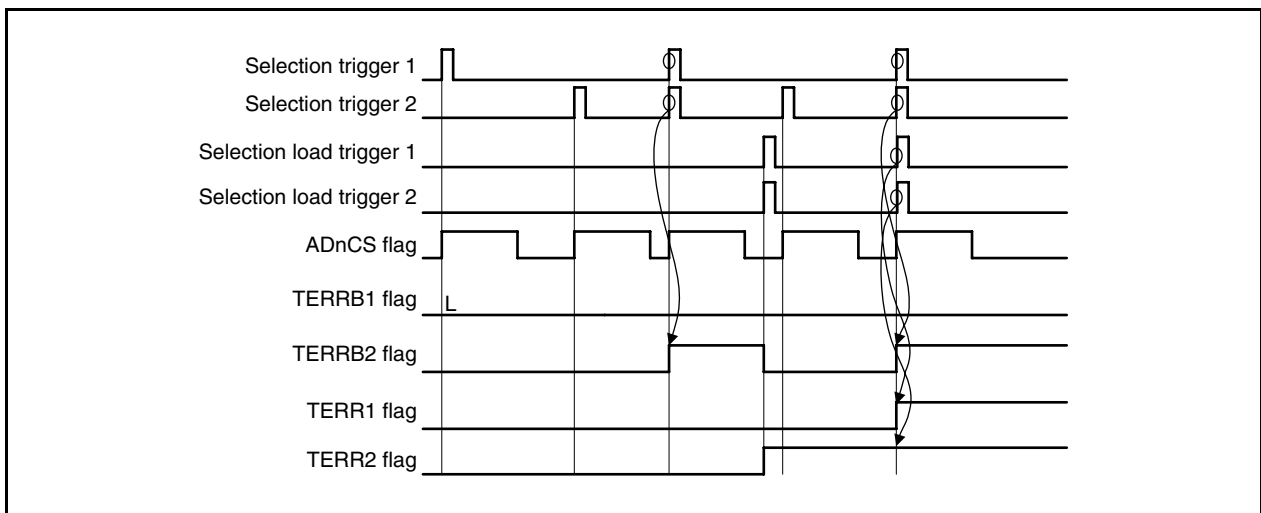 Selection trigger 1
Selection trigger 2
Selection load trigger 1
Selection load trigger 2
ADnCS flag
TERRB1 flag
L
TERRB2 flag
TERR1 flag
TERR2 flag